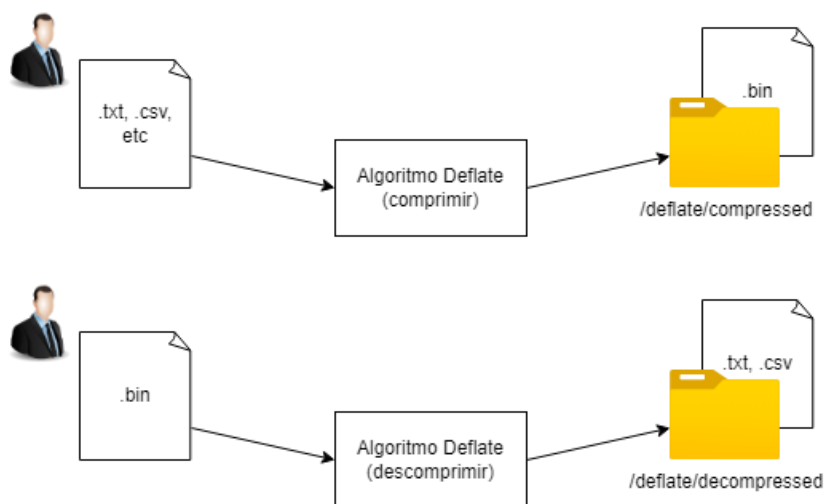 .txt, .csv,
etc
Algoritmo Deflate
(comprimir)
.bin
/deflate/compressed
.bin
Algoritmo Deflate
(descomprimir)
.txt, .csv
/deflate/decompressed